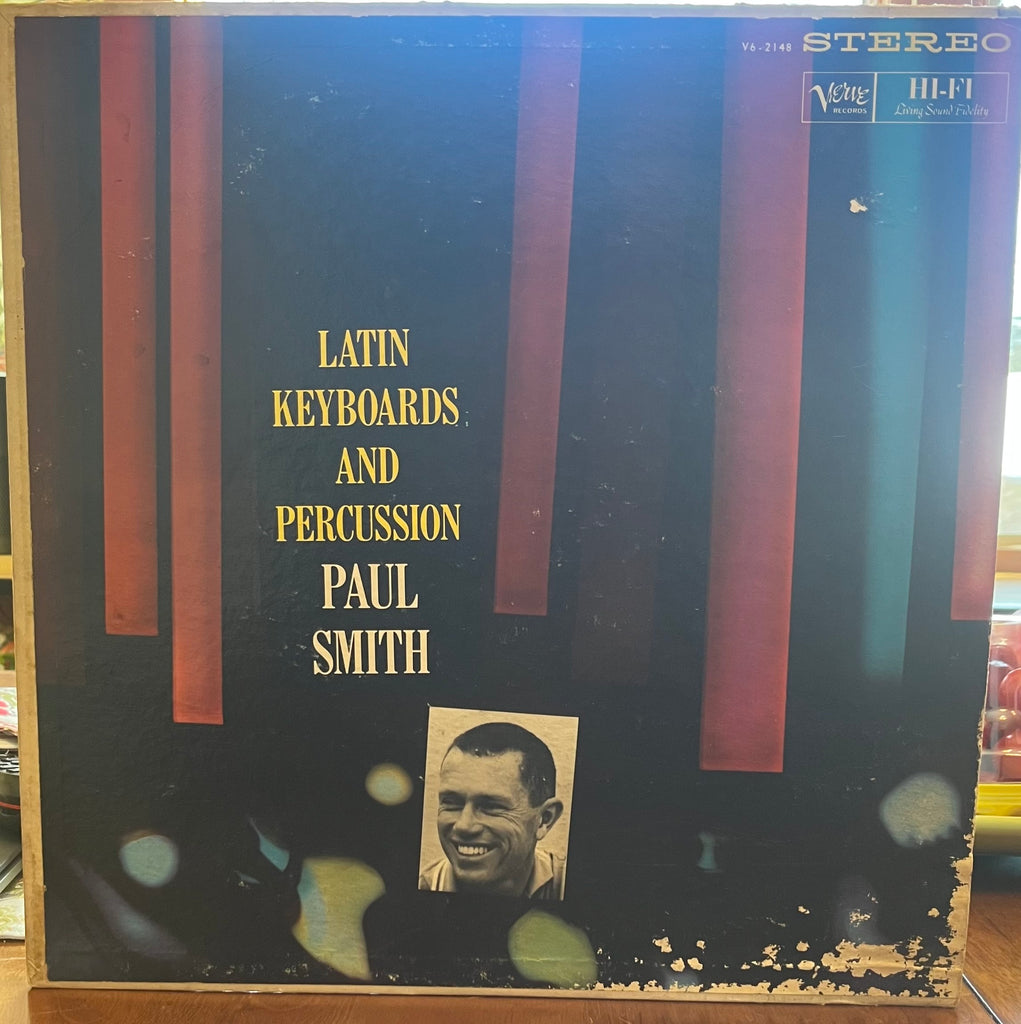 V6-2148 STEREO
Verve RECORDS
HI-FI
Living Sound Fidelity
LATIN
KEYBOARDS
AND
PERCUSSION
PAUL
SMITH